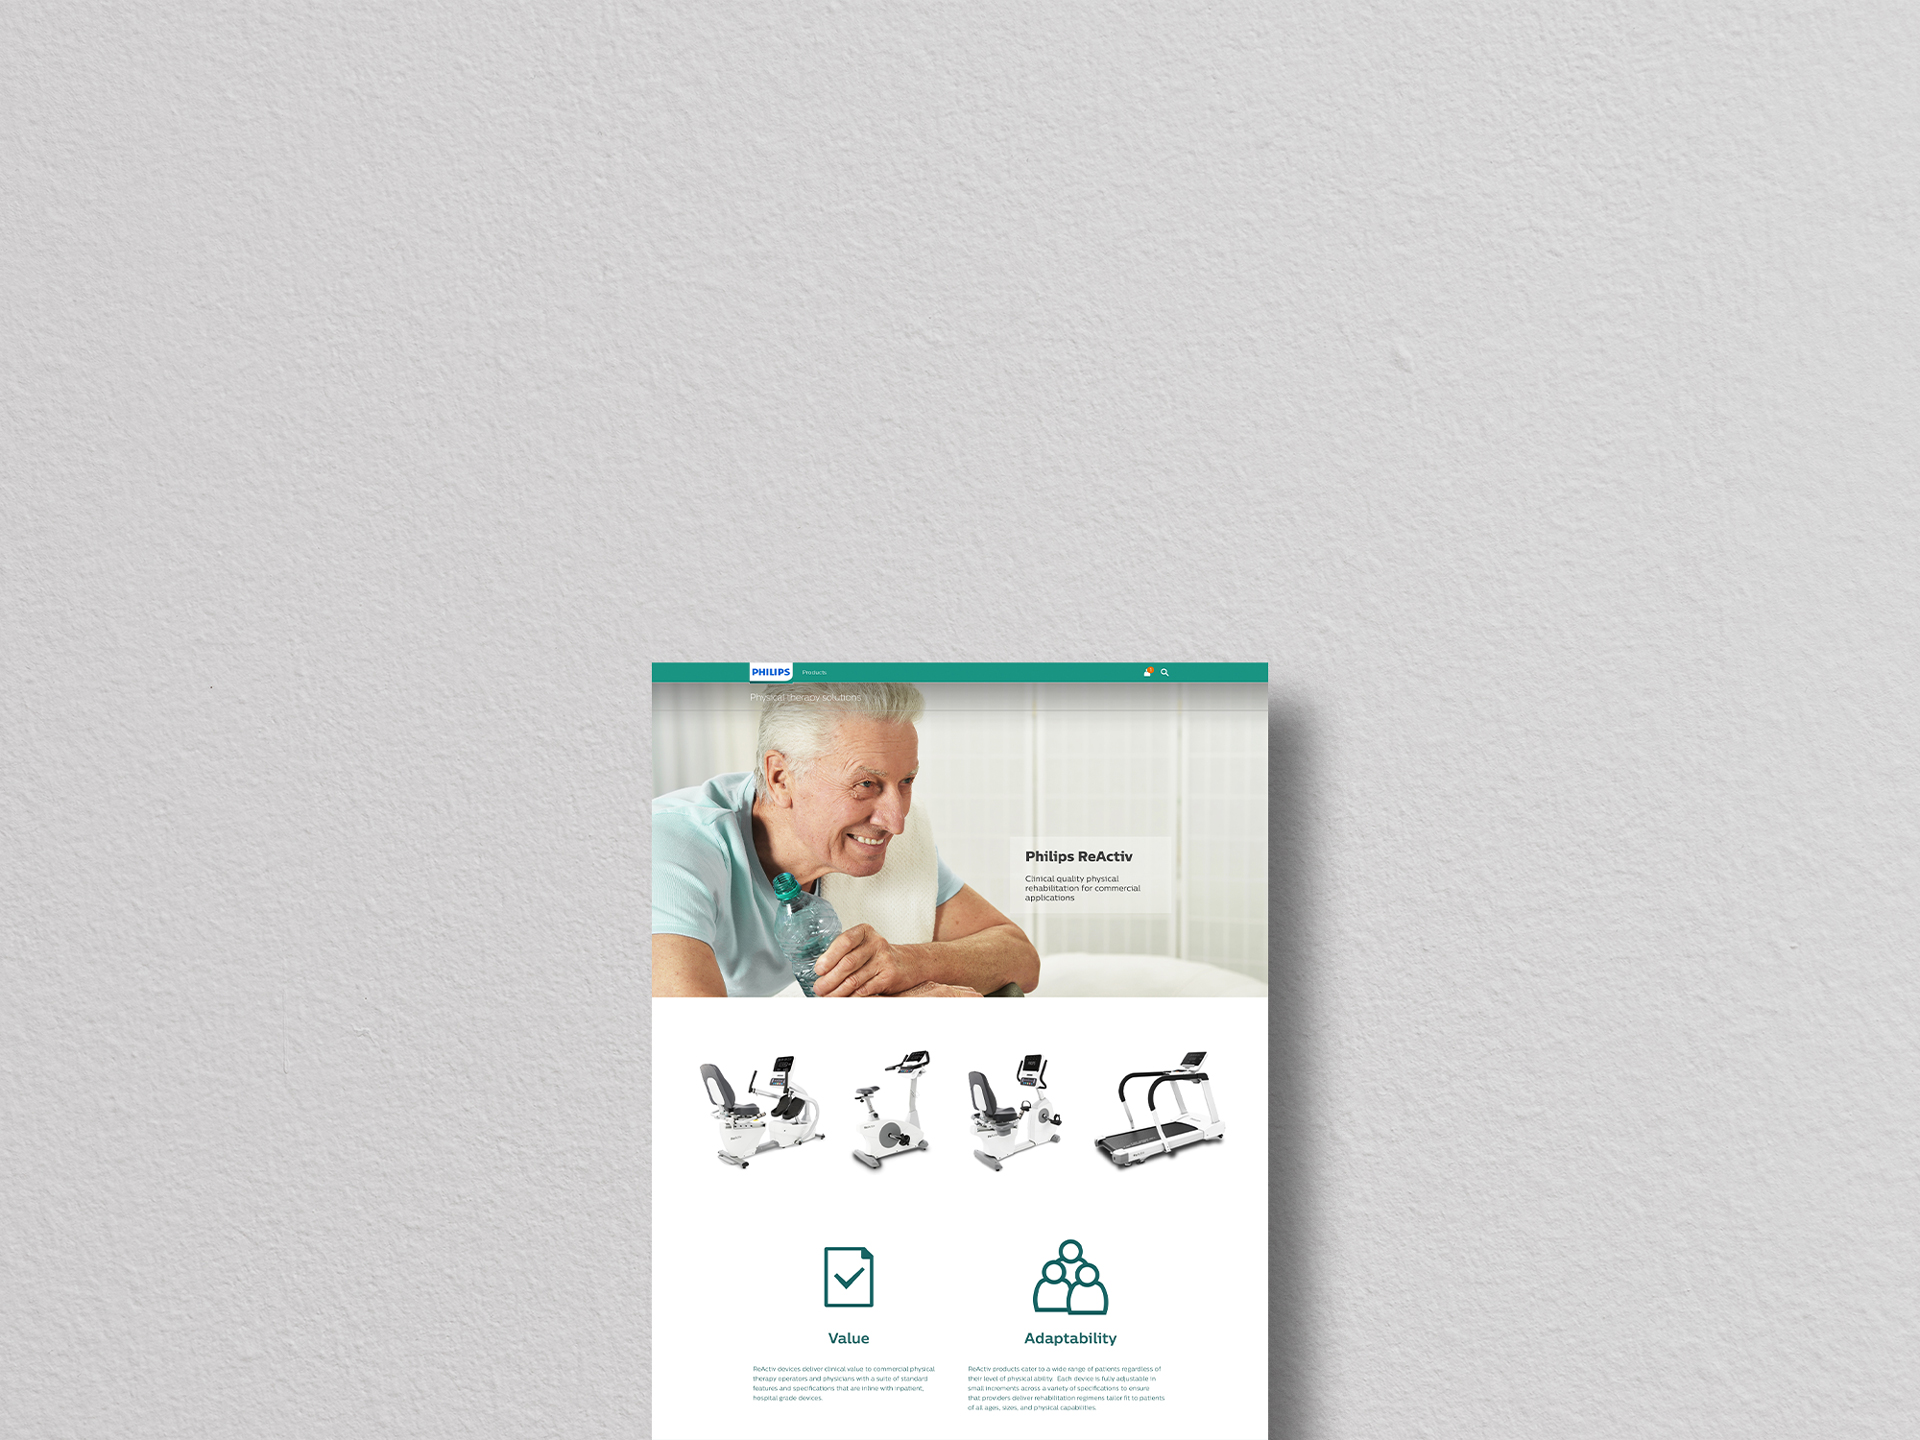 PHILIPS Products
Physical therapy solutions
Philips ReActiv
Clinical quality physical
rehabilitation for commercial
applications
Value
Adaptability
ReActiv devices deliver clinical value to commercial physical
therapy operators and physicians with a suite of standard
features and specifications that are inline with inpatient,
hospital grade devices.
ReActiv products cater to a wide range of patients regardless of
their level of physical ability. Each device is fully adjustable in
small increments across a variety of specifications to ensure
that providers deliver rehabilitation regimens tailor fit to patients
of all ages, sizes, and physical capabilities.